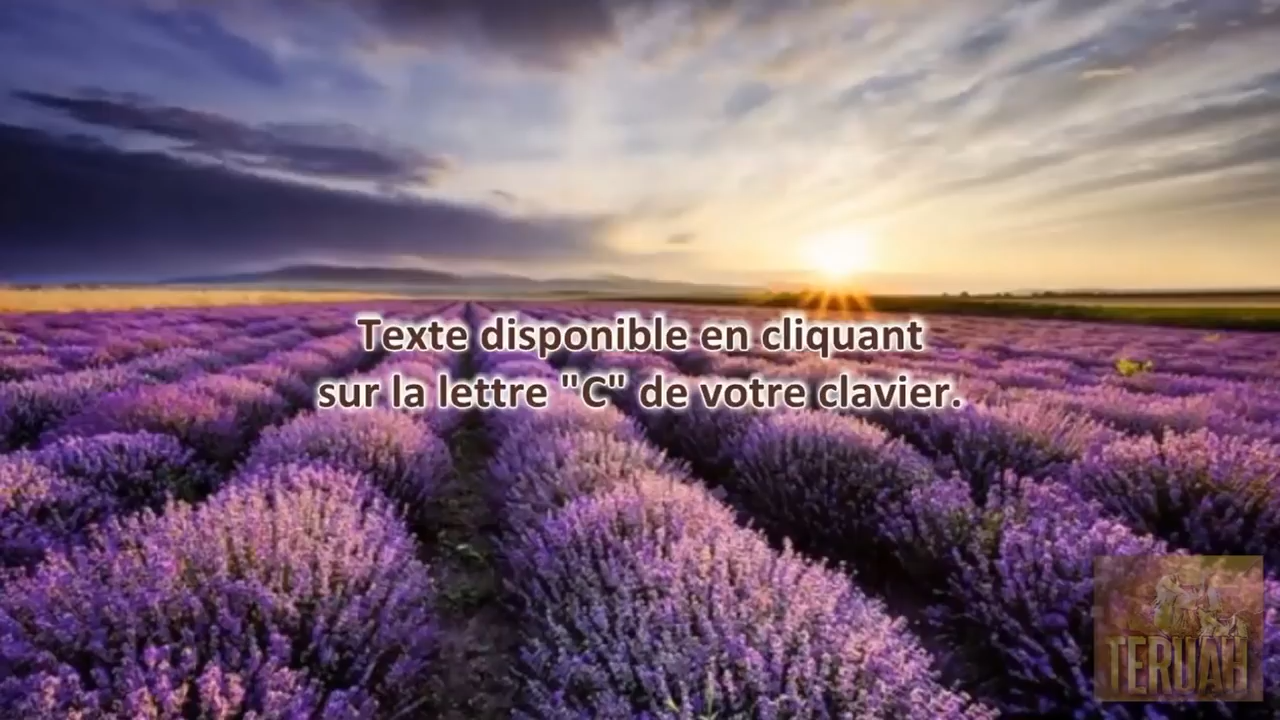 Texte disponible en cliquant
sur la lettre "C" de votre clavier.
TERUAH